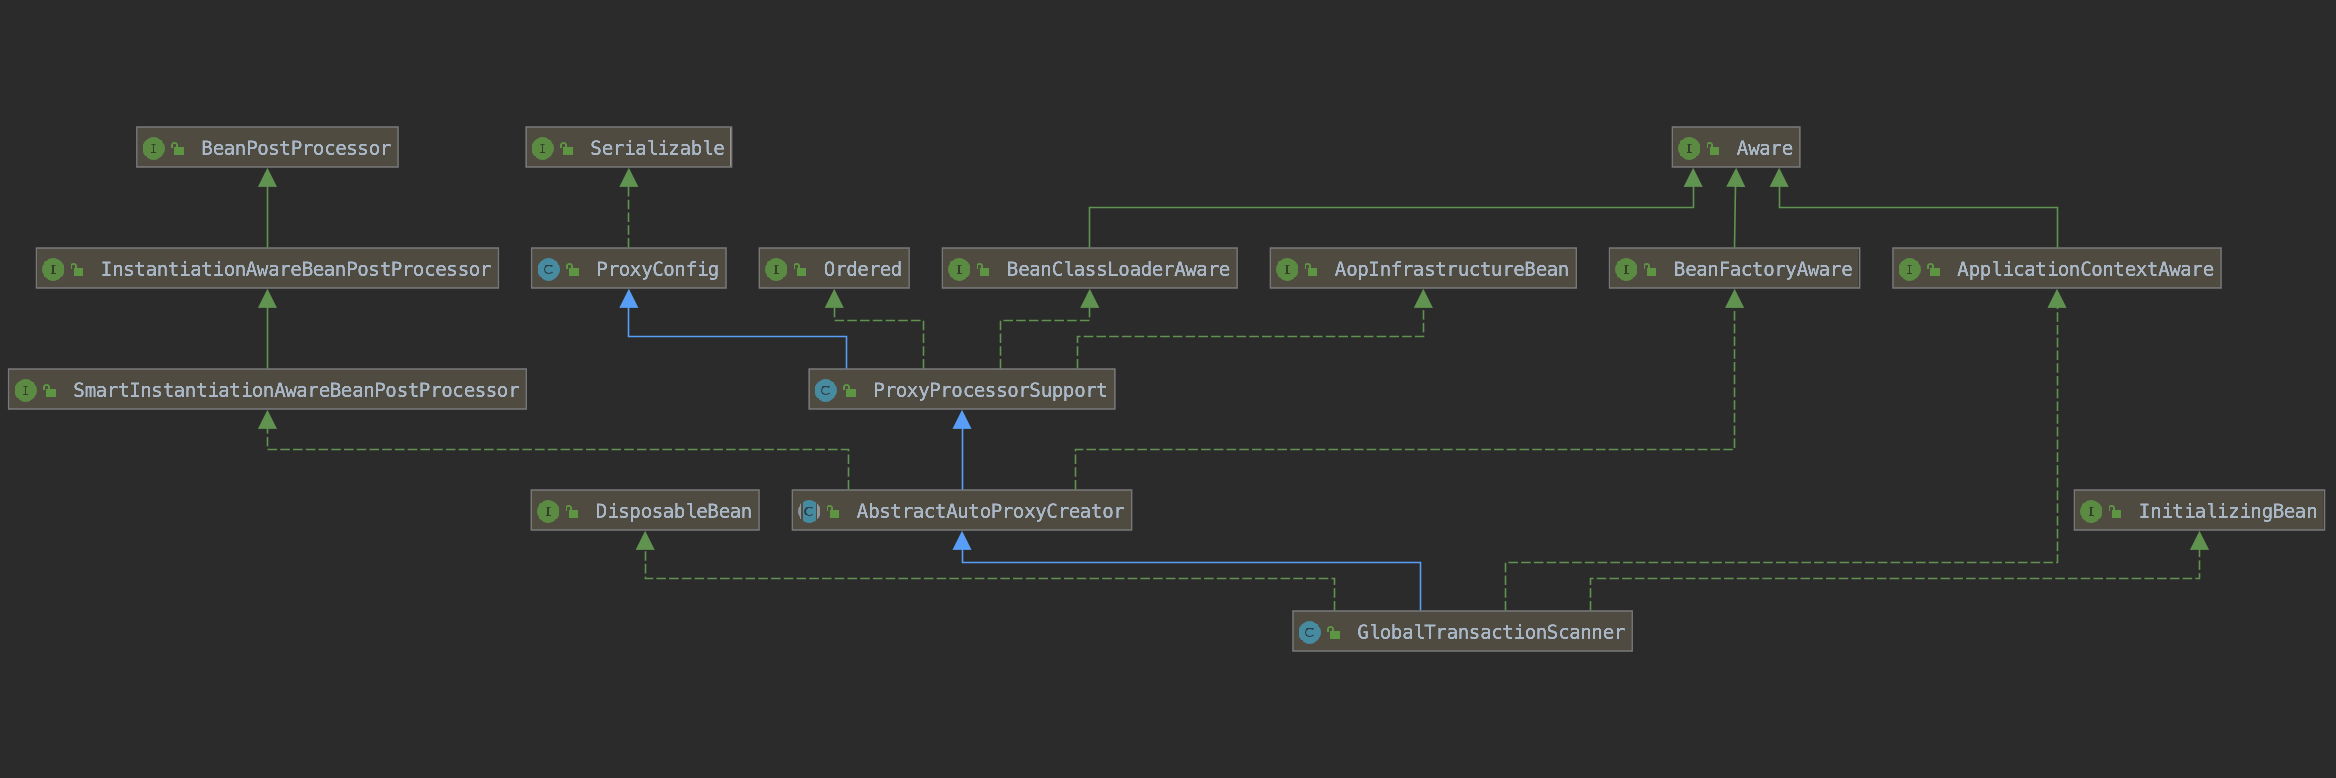 BeanPostProcessor
Serializable
Aware
InstantiationAwareBeanPostProcessor
ProxyConfig
Ordered
BeanClassLoaderAware
AopInfrastructureBean
BeanFactoryAware
ApplicationContextAware
SmartInstantiationAwareBeanPostProcessor
ProxyProcessorSupport
DisposableBean
AbstractAutoProxyCreator
InitializingBean
GlobalTransactionScanner